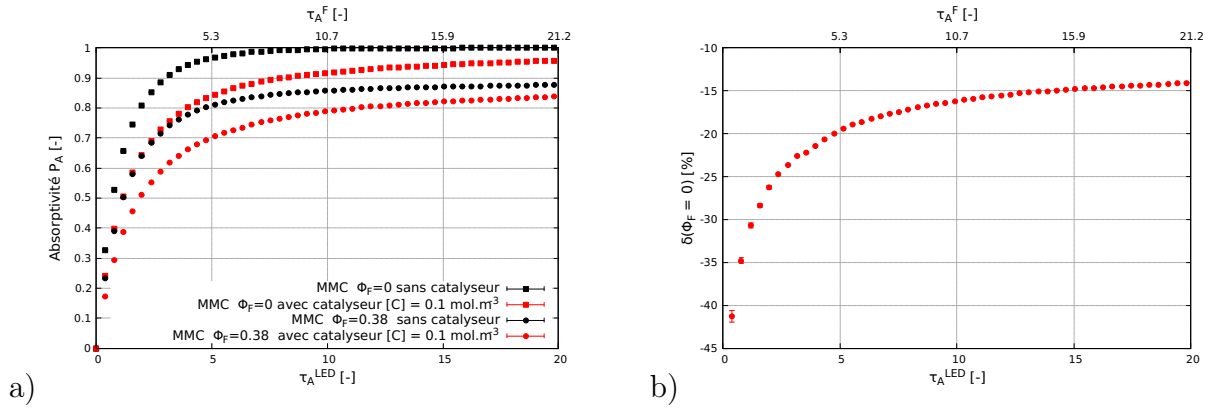 τ_A^F [-]
5.3 10.7 15.9 21.2
1
0.9
0.8
0.7
0.6
0.5
0.4
0.3
0.2
0.1
0
Absorptivité P_A [-]
MMC Φ_F=0 sans catalyseur
MMC Φ_F=0 avec catalyseur [C] = 0.1 mol.m³
MMC Φ_F=0.38 sans catalyseur
MMC Φ_F=0.38 avec catalyseur [C] = 0.1 mol.m³
0 5 10 15 20
τ_A^LED [-]
a)
τ_A^F [-]
5.3 10.7 15.9 21.2
-10
-15
-20
-25
-30
-35
-40
-45
δ(Φ_F = 0) [%]
0 5 10 15 20
τ_A^LED [-]
b)